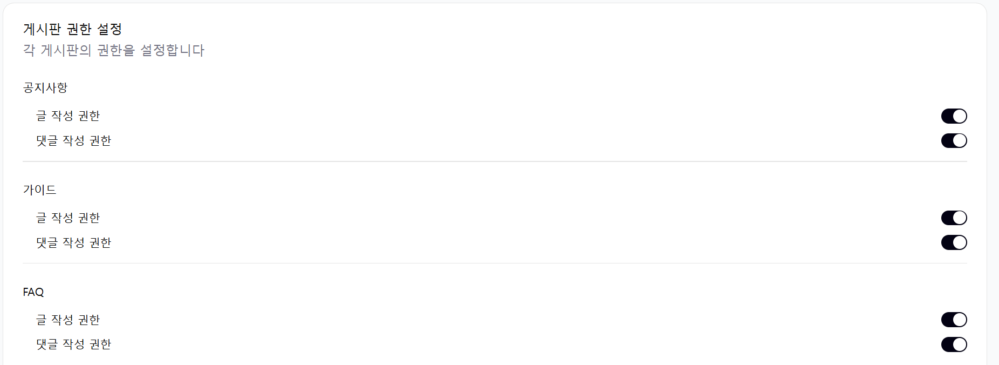 게시판 권한 설정
각 게시판의 권한을 설정합니다
공지사항
글 작성 권한
댓글 작성 권한
가이드
글 작성 권한
댓글 작성 권한
FAQ
글 작성 권한
댓글 작성 권한